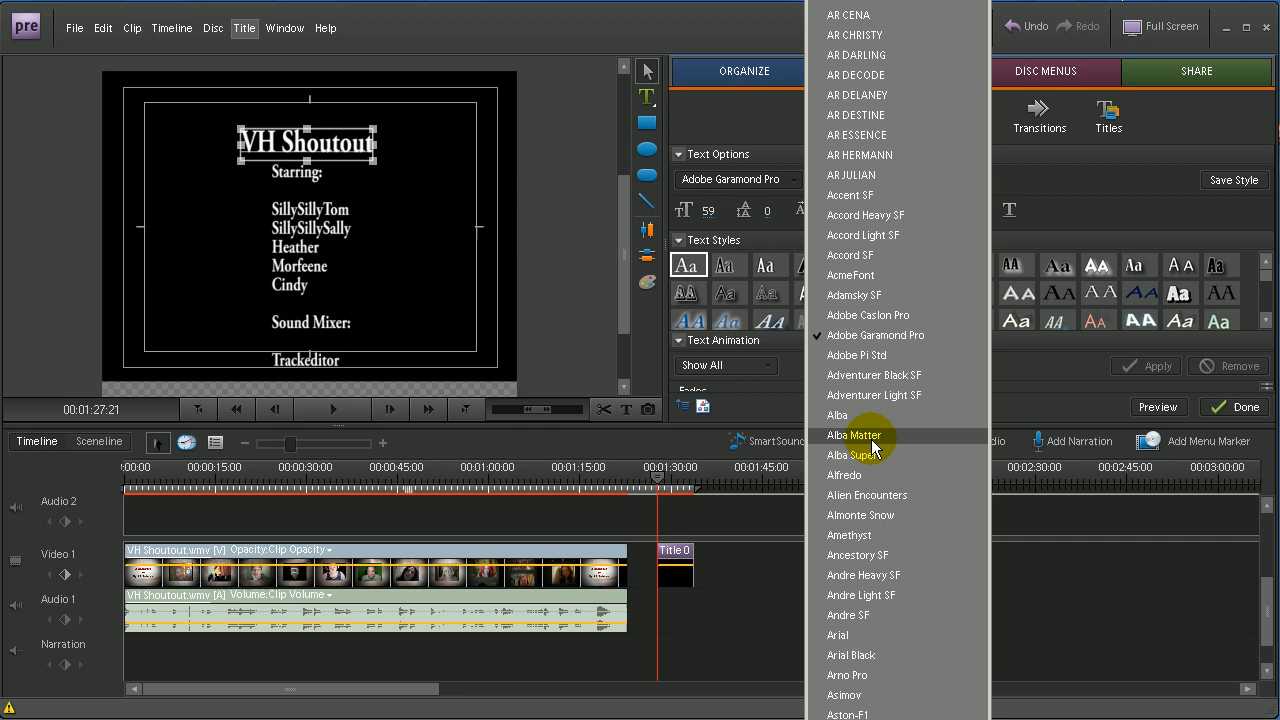 pre
File Edit Clip Timeline Disc Title Window Help
Undo Redo Full Screen
ORGANIZE
DISC MENUS
SHARE
Transitions
Titles
Text Options
Adobe Garamond Pro
Save Style
59
0
Text Styles
Text Animation
Show All
Apply
Remove
Preview
Done
VH Shoutout
Starring:
SillySillyTom
SillySillySally
Heather
Morfeene
Cindy
Sound Mixer:
Trackeditor
00:01:27:21
AR CENA
AR CHRISTY
AR DARLING
AR DECODE
AR DELANEY
AR DESTINE
AR ESSENCE
AR HERMANN
AR JULIAN
Accent SF
Accord Heavy SF
Accord Light SF
Accord SF
AcmeFont
Adamsky SF
Adobe Caslon Pro
Adobe Garamond Pro
Adobe Pi Std
Adventurer Black SF
Adventurer Light SF
Alba
Alba Matter
Alba Super
Alfredo
Alien Encounters
Almonte Snow
Amethyst
Ancestory SF
Andre Heavy SF
Andre Light SF
Andre SF
Arial
Arial Black
Arno Pro
Asimov
Aston-F1
Timeline Sceneline
SmartSound
Add Narration
Add Menu Marker
:00:00 00:00:15:00 00:00:30:00 00:00:45:00 00:01:00:00 00:01:15:00 00:01:30:00 00:01:45:00 00:02:30:00 00:02:45:00 00:03:00:00
Audio 2
Video 1
VH Shoutout.wmv [V] Opacity:Clip Opacity
Title 0
Audio 1
VH Shoutout.wmv [A] Volume:Clip Volume
Narration